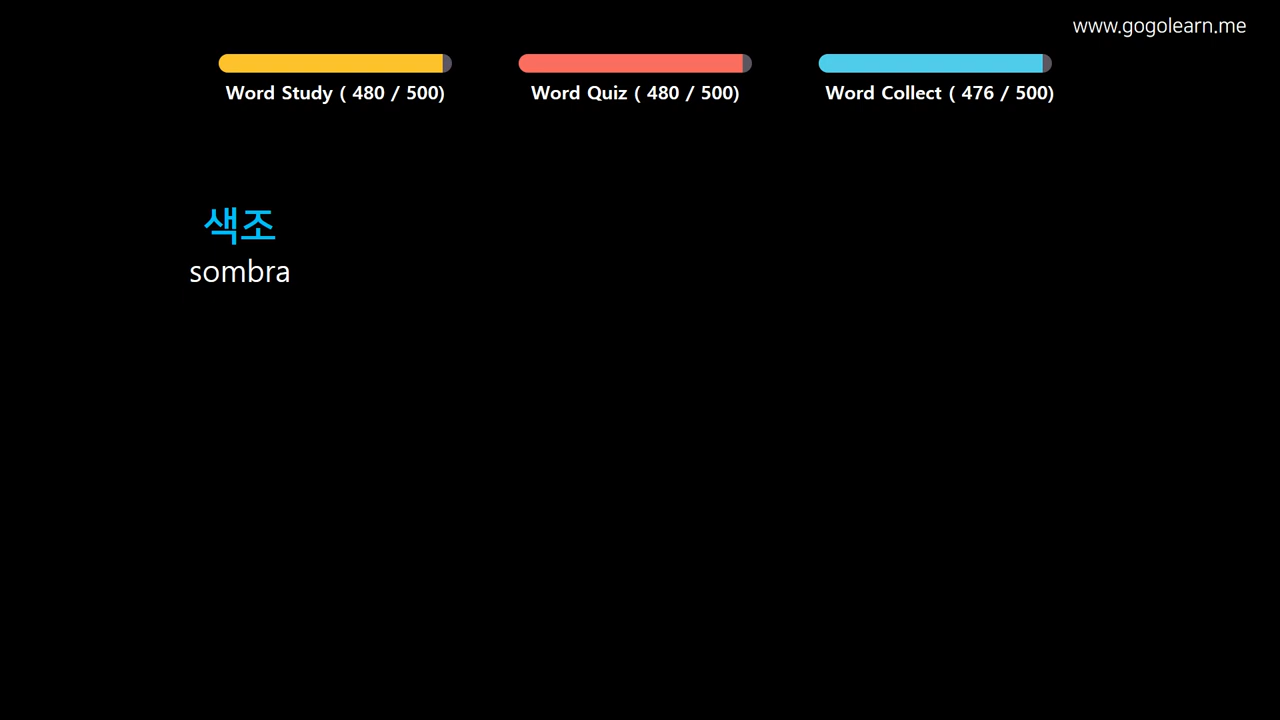 www.gogolearn.me
Word Study ( 480 / 500)
Word Quiz ( 480 / 500)
Word Collect ( 476 / 500)
색조
sombra